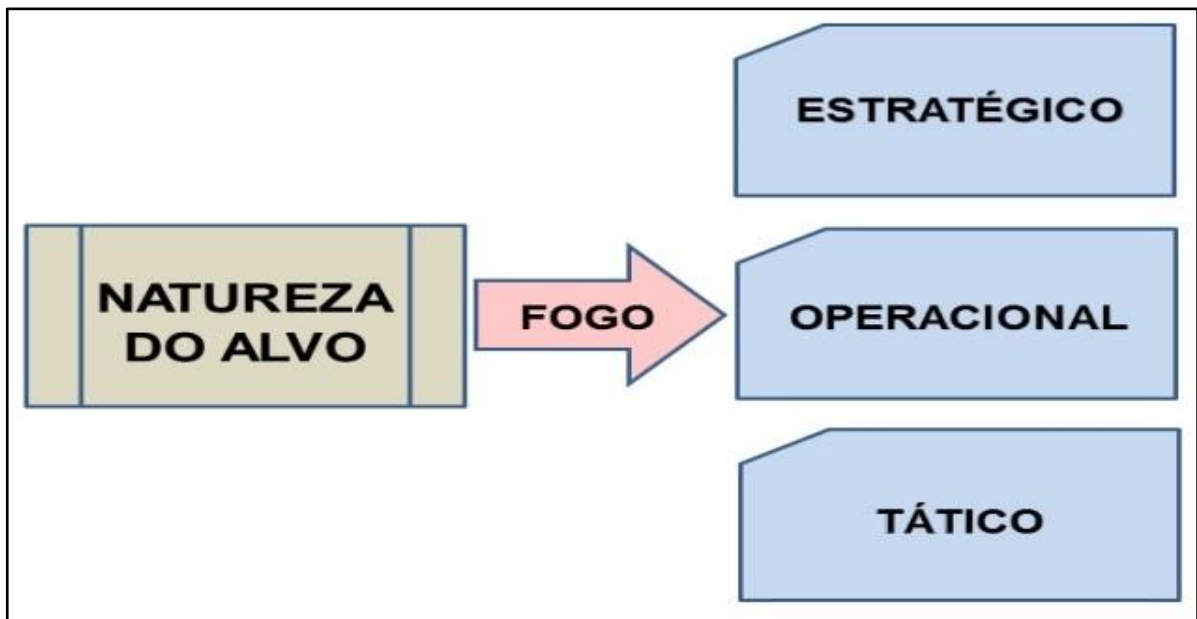 NATUREZA
DO ALVO
FOGO
ESTRATÉGICO
OPERACIONAL
TÁTICO